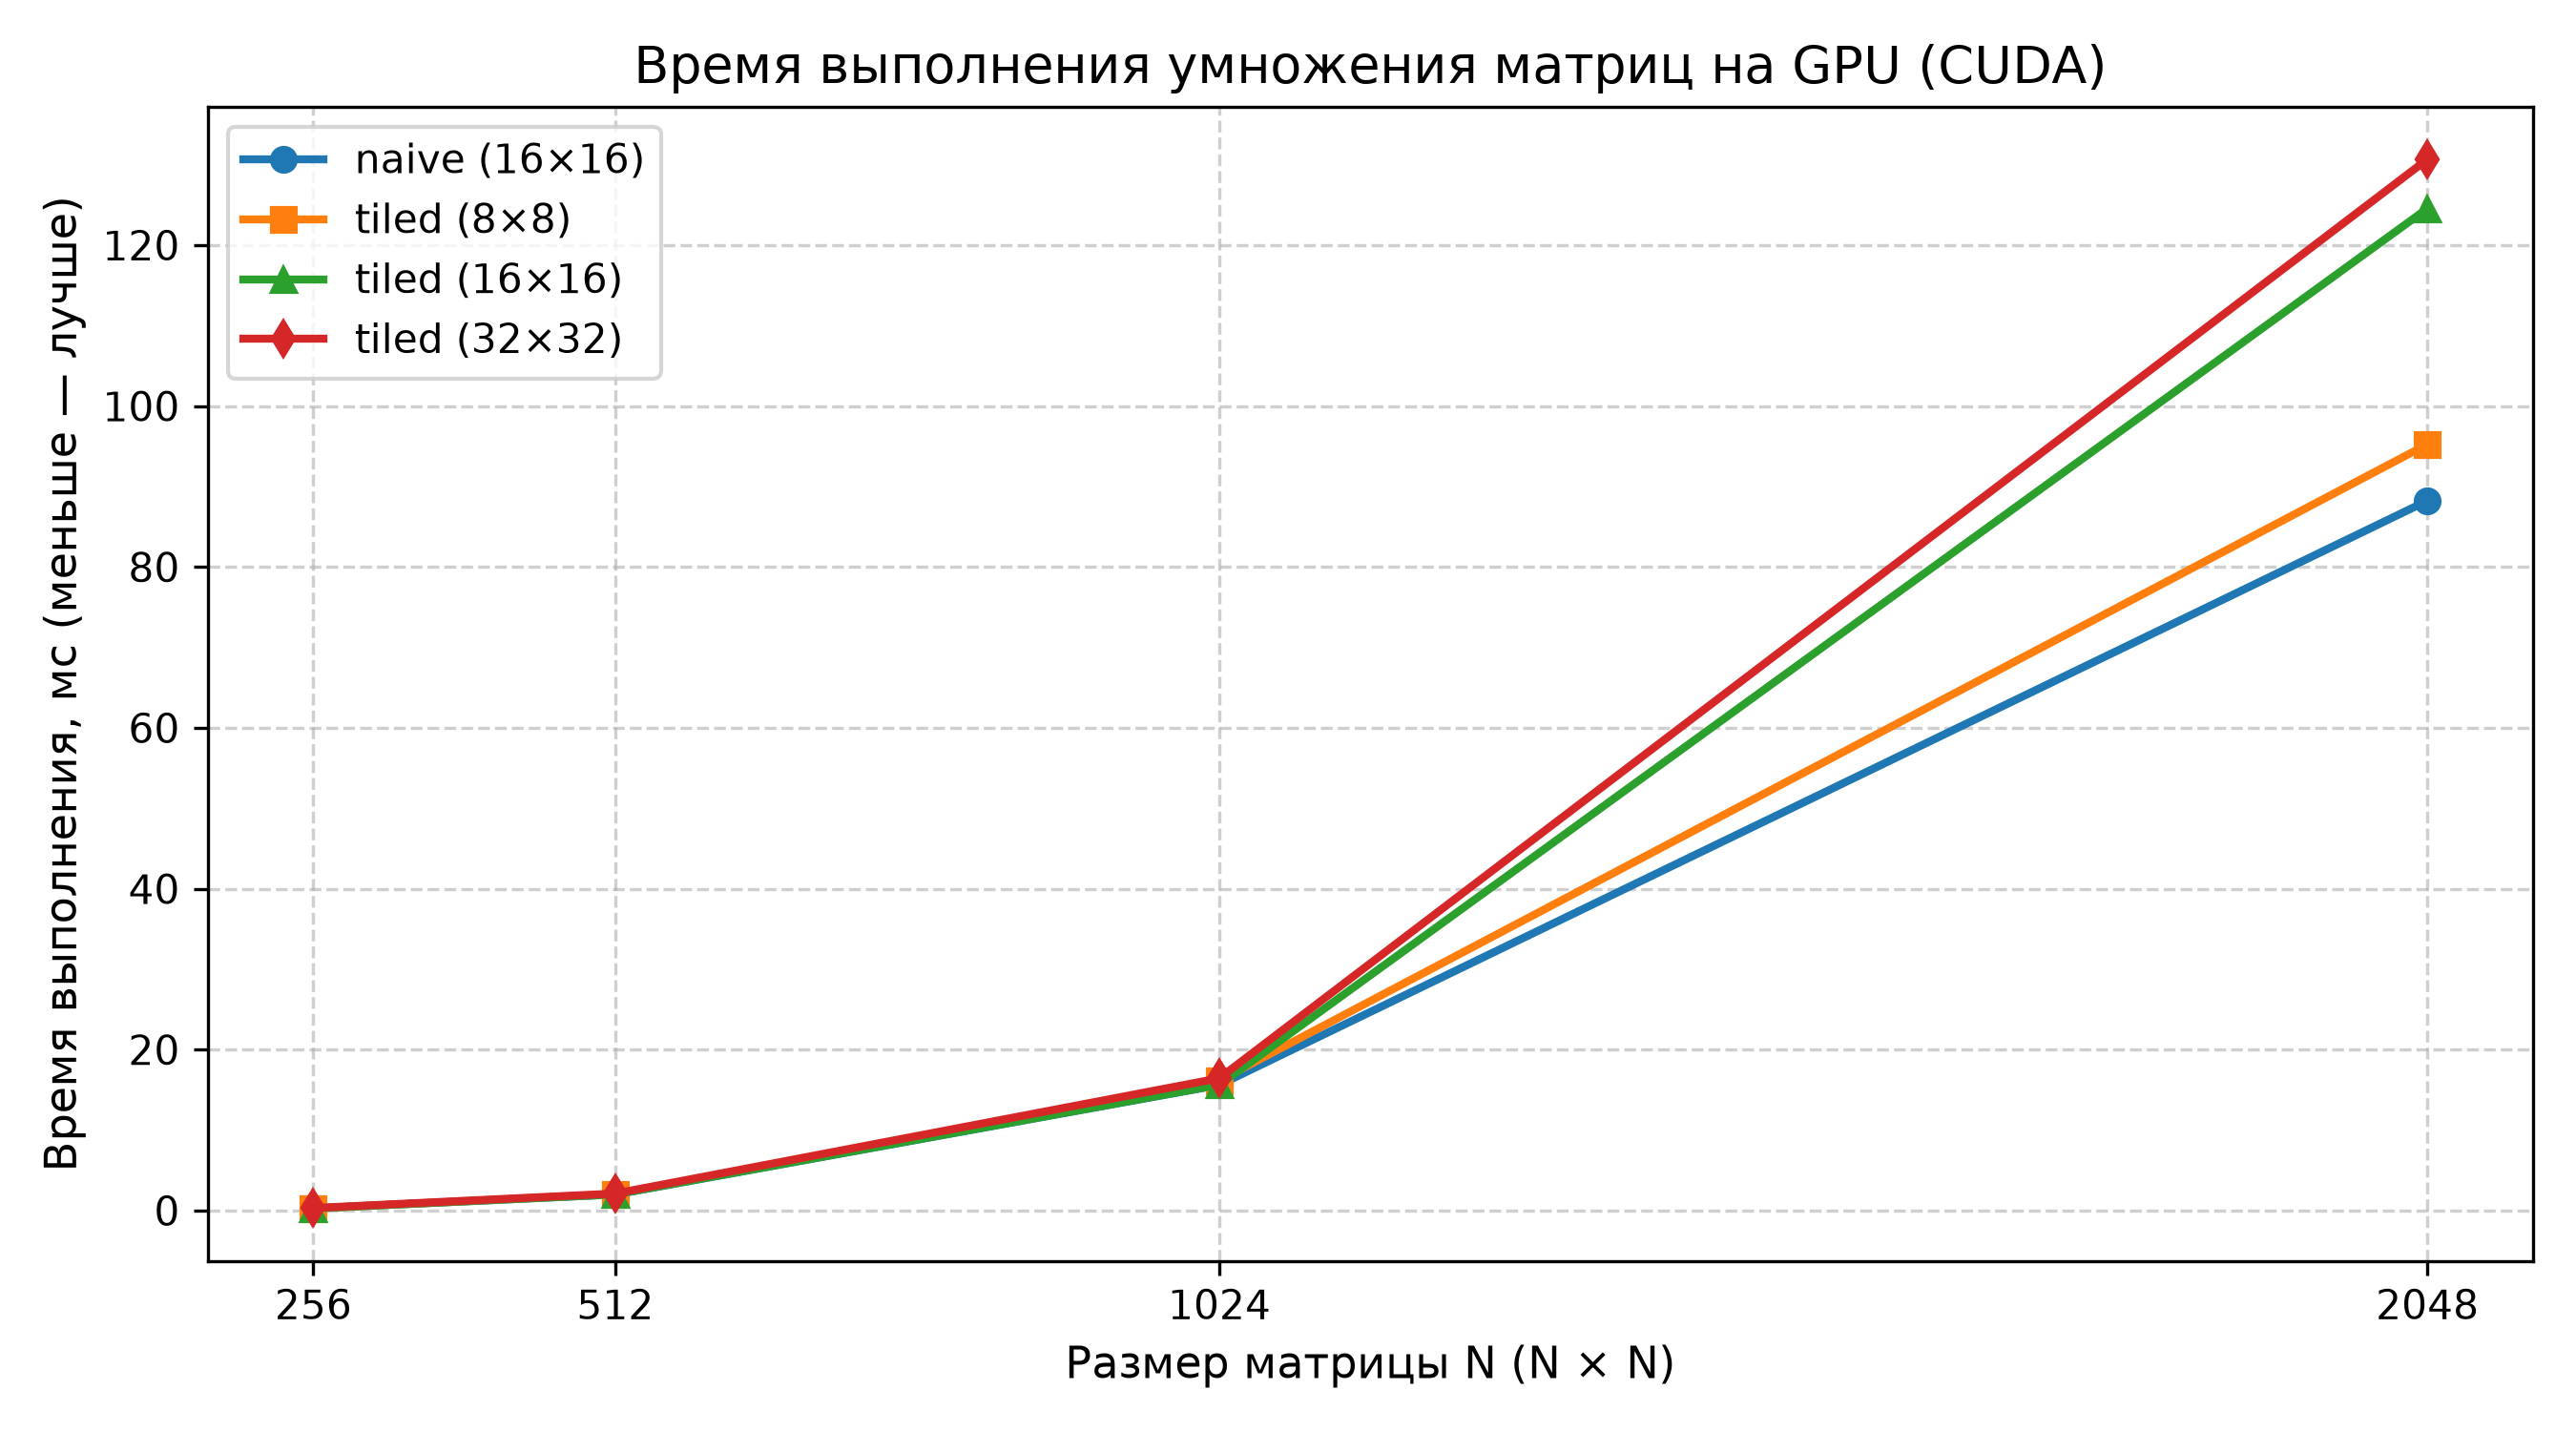 Время выполнения умножения матриц на GPU (CUDA)
naive (16×16)
tiled (8×8)
tiled (16×16)
tiled (32×32)
Время выполнения, мс (меньше — лучше)
120
100
80
60
40
20
0
256 512 1024 2048
Размер матрицы N (N × N)